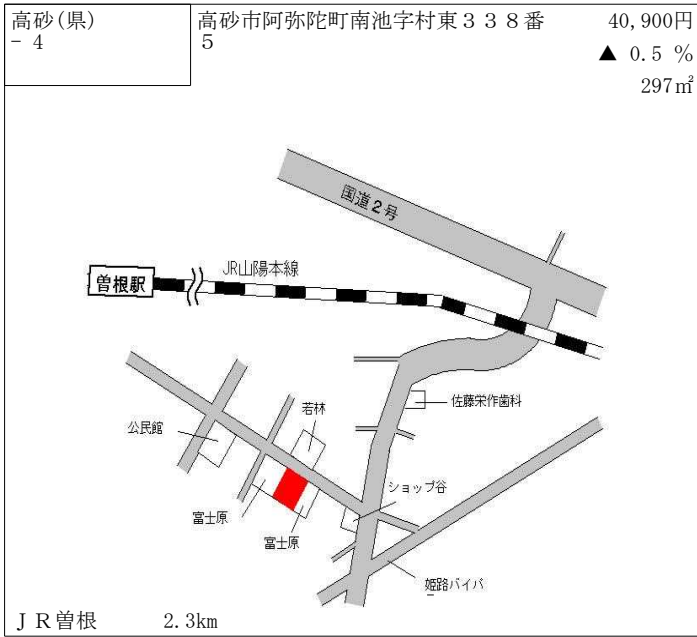 高砂(県)
- 4
高砂市阿弥陀町南池字村東３３８番
5
40,900円
▲ 0.5 %
297㎡
国道２号
JR山陽本線
曽根駅
佐藤栄作歯科
若林
公民館
ショップ谷
富士原
富士原
姫路バイパ
ー
ＪＲ曽根 2.3km